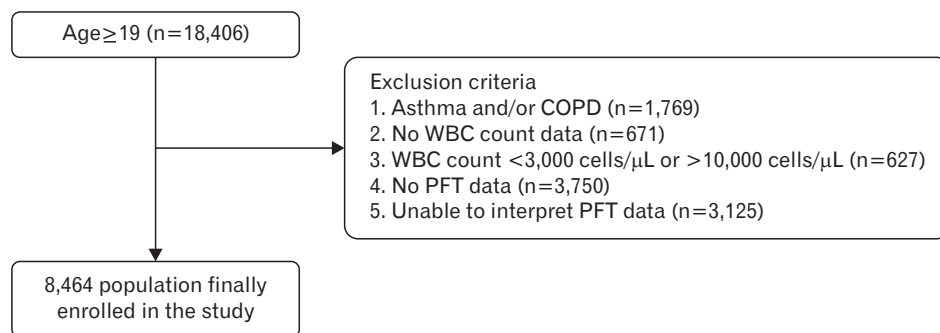 Age≥19 (n=18,406)
Exclusion criteria
1. Asthma and/or COPD (n=1,769)
2. No WBC count data (n=671)
3. WBC count <3,000 cells/μL or >10,000 cells/μL (n=627)
4. No PFT data (n=3,750)
5. Unable to interpret PFT data (n=3,125)
8,464 population finally
enrolled in the study